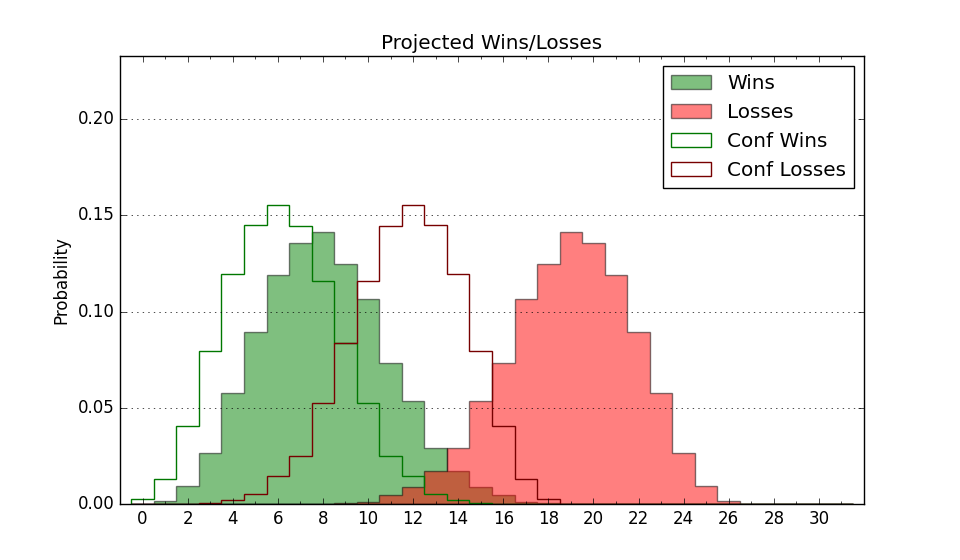 Projected Wins/Losses
Wins
Losses
Conf Wins
Conf Losses
Probability
0.20
0.15
0.10
0.05
0.00
0 2 4 6 8 10 12 14 16 18 20 22 24 26 28 30